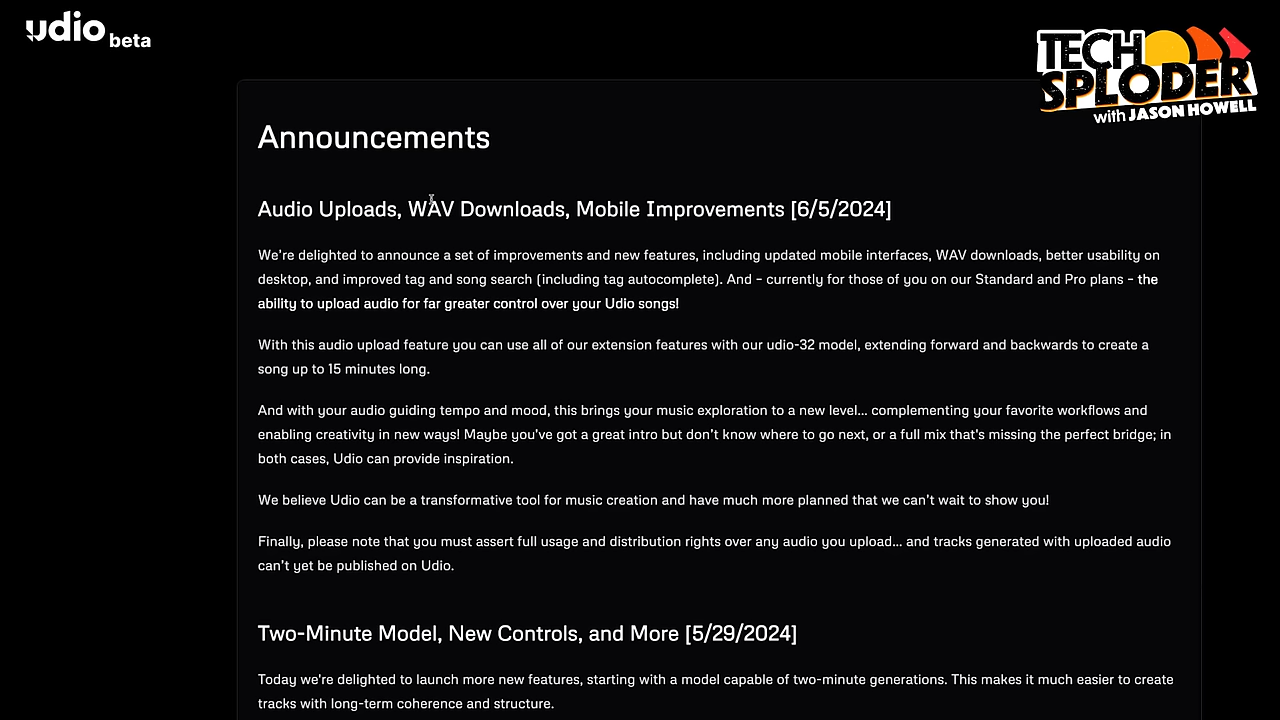 udio beta
TECH
SPLODER
with JASON HOWELL
Announcements
Audio Uploads, WAV Downloads, Mobile Improvements [6/5/2024]
We're delighted to announce a set of improvements and new features, including updated mobile interfaces, WAV downloads, better usability on
desktop, and improved tag and song search (including tag autocomplete). And – currently for those of you on our Standard and Pro plans – the
ability to upload audio for far greater control over your Udio songs!
With this audio upload feature you can use all of our extension features with our udio-32 model, extending forward and backwards to create a
song up to 15 minutes long.
And with your audio guiding tempo and mood, this brings your music exploration to a new level... complementing your favorite workflows and
enabling creativity in new ways! Maybe you've got a great intro but don't know where to go next, or a full mix that's missing the perfect bridge; in
both cases, Udio can provide inspiration.
We believe Udio can be a transformative tool for music creation and have much more planned that we can't wait to show you!
Finally, please note that you must assert full usage and distribution rights over any audio you upload... and tracks generated with uploaded audio
can't yet be published on Udio.
Two-Minute Model, New Controls, and More [5/29/2024]
Today we're delighted to launch more new features, starting with a model capable of two-minute generations. This makes it much easier to create
tracks with long-term coherence and structure.